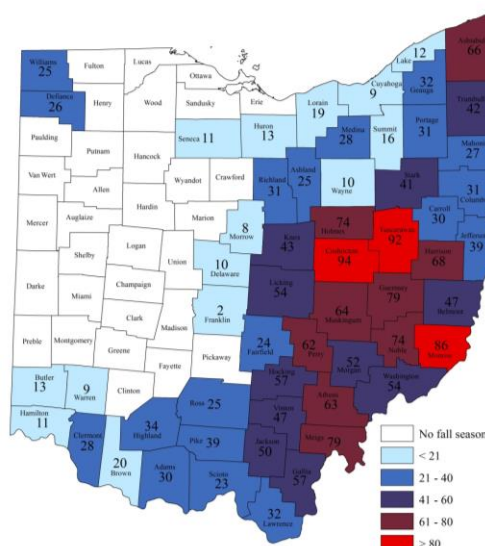 Williams
25
Fulton
Lucas
Ottawa
Lake
12
66
Defiance
26
Henry
Wood
Sandusky
Erie
Lorain
19
Cuyahoga
9
32
Geauga
Trumbull
42
Paulding
Putnam
Hancock
Seneca 11
Huron
13
Medina
28
Summit
16
Portage
31
27
Van Wert
Allen
Wyandot
Crawford
Richland
31
Ashland
25
10
Wayne
Stark
41
31
Mercer
Auglaize
Hardin
Marion
8
Morrow
Knox
43
74
Holmes
Tuscarawas
92
30
Carroll
Jefferson
39
Shelby
Logan
Union
10
Delaware
Coshocton
94
Harrison
68
Darke
Miami
Champaign
Licking
54
Guernsey
79
47
Belmont
Clark
Madison
2
Franklin
64
Muskingum
Preble
Montgomery
Greene
Fayette
Pickaway
24
Fairfield
62
Perry
52
Morgan
74
Noble
86
Monroe
Butler
13
9
Warren
Clinton
Ross 25
Hocking
57
Athens
63
Washington
54
Hamilton
11
Clermont
28
34
Highland
Pike 39
Vinton
47
Meigs 79
20
Brown
Adams
30
Scioto
23
Jackson
50
Gallia
57
32
Lawrence
No fall season
< 21
21 - 40
41 - 60
61 - 80
> 80